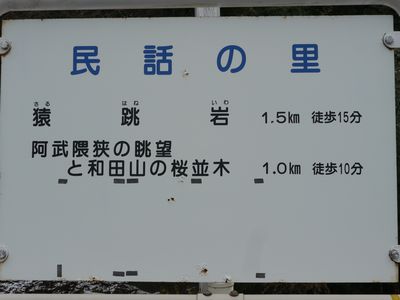 民話の里
さる はね いわ
猿 跳 岩 1.5km 徒歩15分
阿武隈狭の眺望
と和田山の桜並木 1.0km 徒歩10分